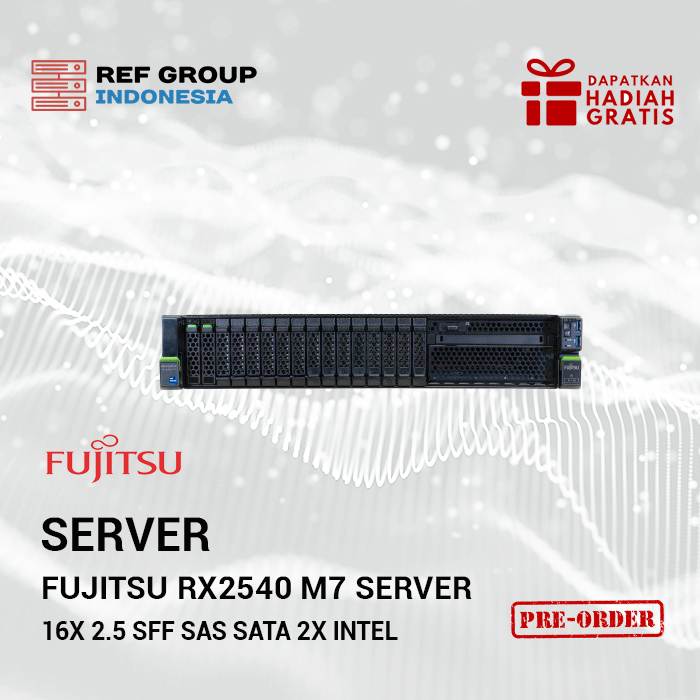 REF GROUP
INDONESIA
DAPATKAN
HADIAH
GRATIS
FUJITSU
FUJITSU
SERVER
FUJITSU RX2540 M7 SERVER
16X 2.5 SFF SAS SATA 2X INTEL
PRE-ORDER